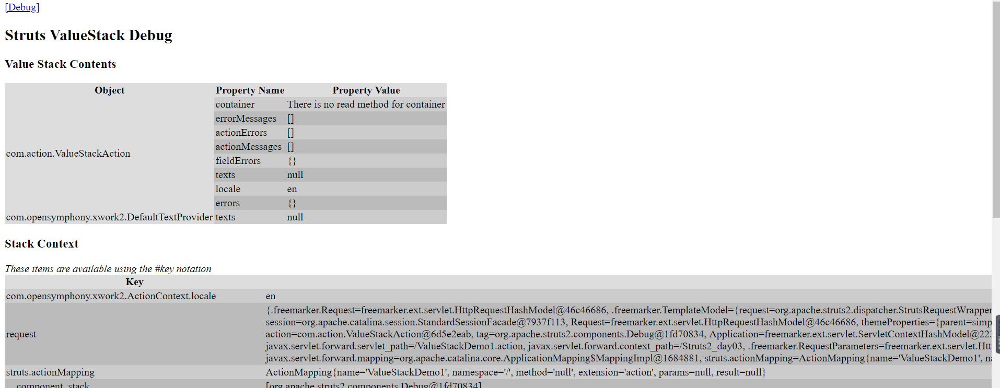 [Debug]
Struts ValueStack Debug
Value Stack Contents
Object Property Name Property Value
container There is no read method for container
errorMessages []
actionErrors []
actionMessages []
com.action.ValueStackAction
fieldErrors {}
texts null
locale en
errors {}
com.opensymphony.xwork2.DefaultTextProvider texts null
Stack Context
These items are available using the #key notation
Key
com.opensymphony.xwork2.ActionContext.locale en
{.freemarker.Request=freemarker.ext.servlet.HttpRequestHashModel@46c46686, .freemarker.TemplateModel={request=org.apache.struts2.dispatcher.StrutsRequestWrapper
session=org.apache.catalina.session.StandardSessionFacade@7937f113, Request=freemarker.ext.servlet.HttpRequestHashModel@46c46686, themeProperties={parent=simp
request action=com.action.ValueStackAction@6d5e2eab, tag=org.apache.struts2.components.Debug@1fd70834, Application=freemarker.ext.servlet.ServletContextHashModel@223
javax.servlet.forward.servlet_path=/ValueStackDemo1.action, javax.servlet.forward.context_path=/Struts2_day03, .freemarker.RequestParameters=freemarker.ext.servlet.Htt
javax.servlet.forward.mapping=org.apache.catalina.core.ApplicationMapping$MappingImpl@1684881, struts.actionMapping=ActionMapping{name='ValueStackDemo1', na
struts.actionMapping ActionMapping{name='ValueStackDemo1', namespace='/', method='null', extension='action', params=null, result=null}
__component_stack [org.apache.struts2.components.Debug@1fd70834]